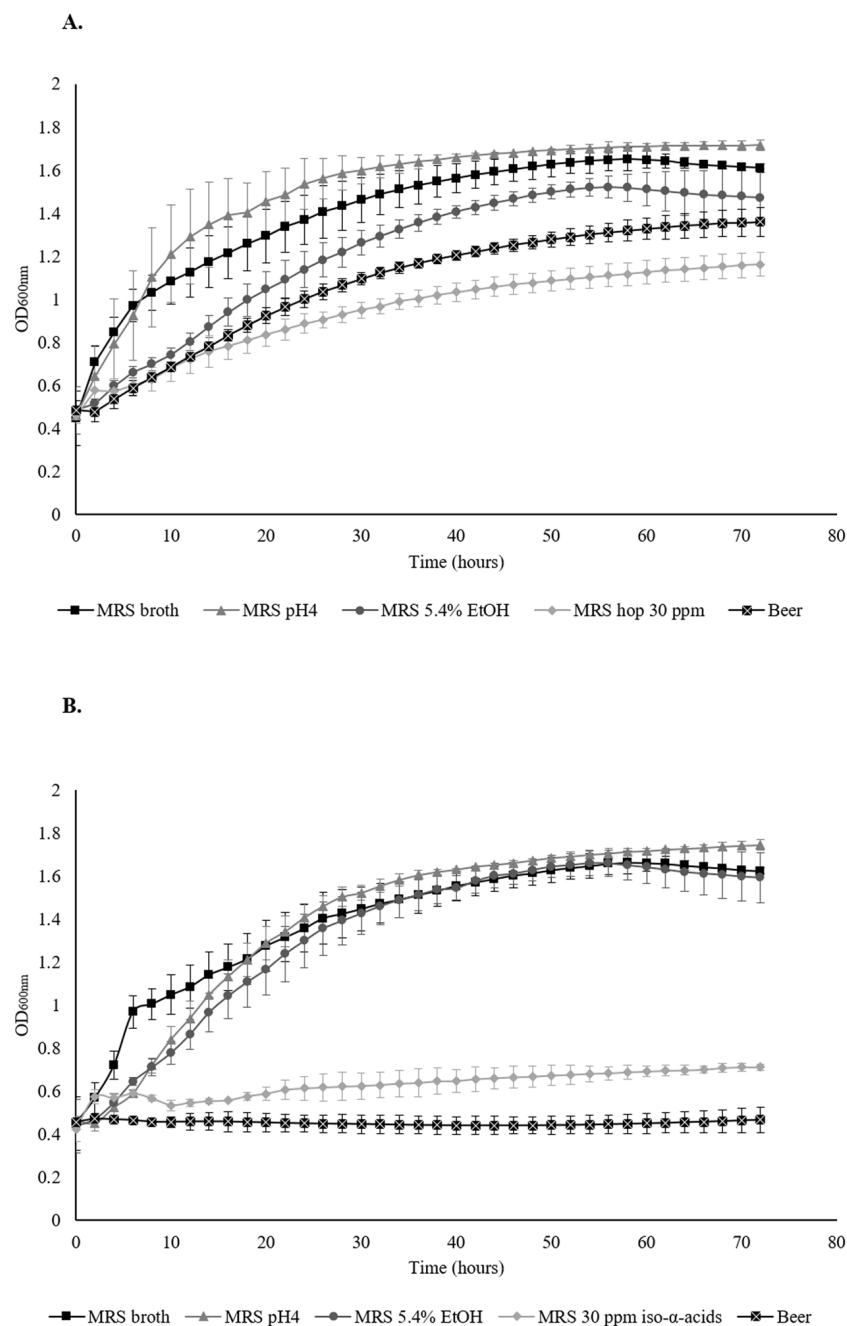 A.
2
1.8
1.6
1.4
1.2
1
0.8
0.6
0.4
0.2
0
OD600nm
0 10 20 30 40 50 60 70 80
Time (hours)
MRS broth MRS pH4 MRS 5.4% EtOH MRS hop 30 ppm Beer
B.
2
1.8
1.6
1.4
1.2
1
0.8
0.6
0.4
0.2
0
OD600nm
0 10 20 30 40 50 60 70 80
Time (hours)
MRS broth MRS pH4 MRS 5.4% EtOH MRS 30 ppm iso-α-acids Beer